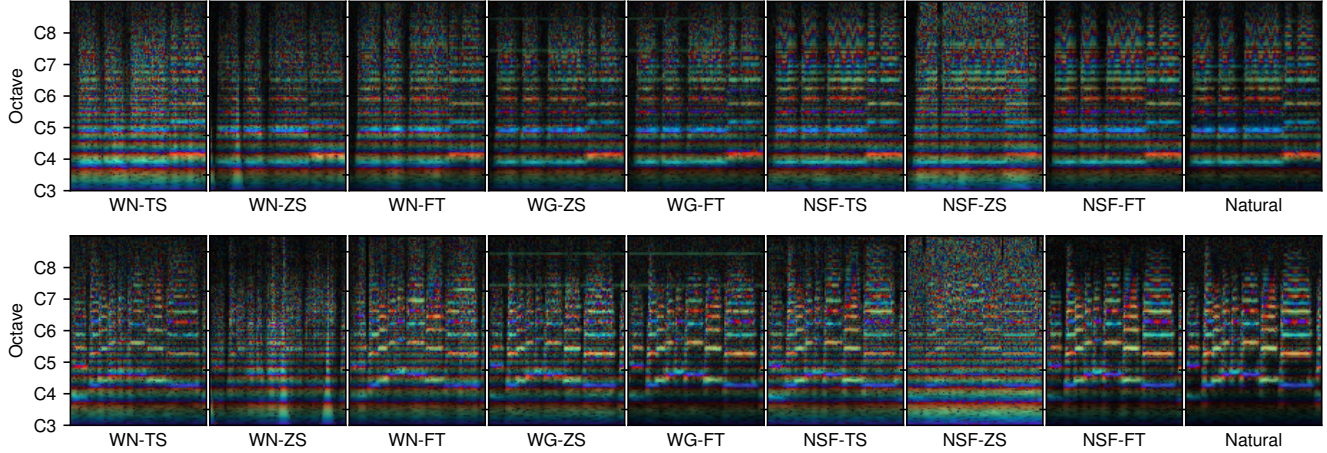 Octave
C8
C7
C6
C5
C4
C3
WN-TS WN-ZS WN-FT WG-ZS WG-FT NSF-TS NSF-ZS NSF-FT Natural
Octave
C8
C7
C6
C5
C4
C3
WN-TS WN-ZS WN-FT WG-ZS WG-FT NSF-TS NSF-ZS NSF-FT Natural